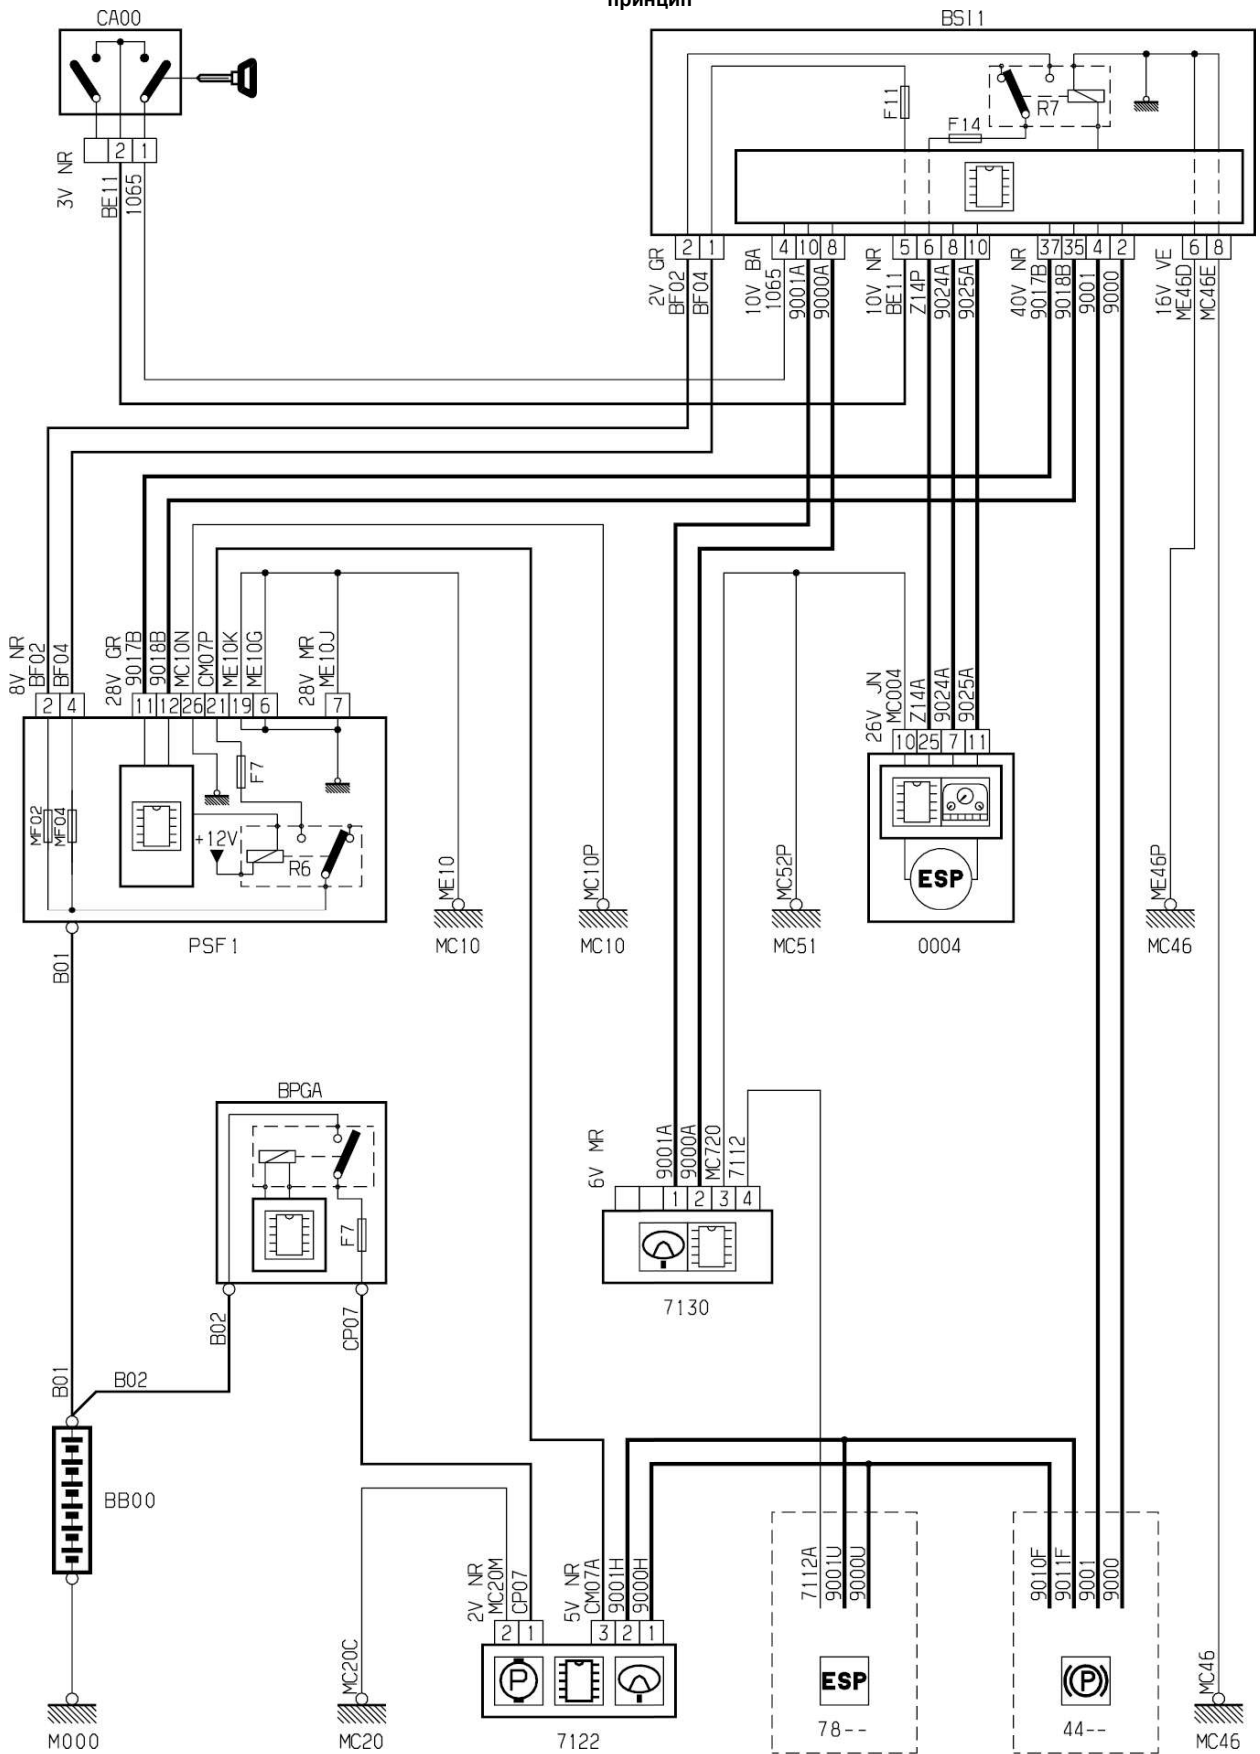 принцип
CA00
BSI1
F11
R7
F14
2 1
3V NR
BE11
1065
2 1
4 10 8
5 6 8 10
37 35 4 2
6 8
2V GR
BF02
BF04
10V BA
1065
9001A
9000A
10V NR
BE11
Z14P
9024A
9025A
40V NR
9017B
9018B
9001
9000
16V VE
ME46D
MC46E
8V NR
BF02
BF04
28V GR
9017B
9018B
MC10N
CM07P
ME10K
ME10G
28V MR
ME10J
2 4
11 12 26 21 19 6
7
26V JN
MC004
Z14A
9024A
9025A
10 25 7 11
F7
MF02
MF04
+12V
R6
ESP
ME10
MC10P
MC52P
ME46P
PSF1
MC10
MC10
MC51
0004
MC46
B01
BPGA
F7
6V MR
9001A
9000A
MC720
7112
1 2 3 4
7130
B02
CP07
B01
B02
BB00
2V NR
MC20M
CP07
5V NR
CM07A
9001H
9000H
7112A
9001U
9000U
9010F
9011F
9001
9000
2 1
3 2 1
MC20C
P
ESP
P
MC46
M000
MC20
7122
78--
44--
MC46